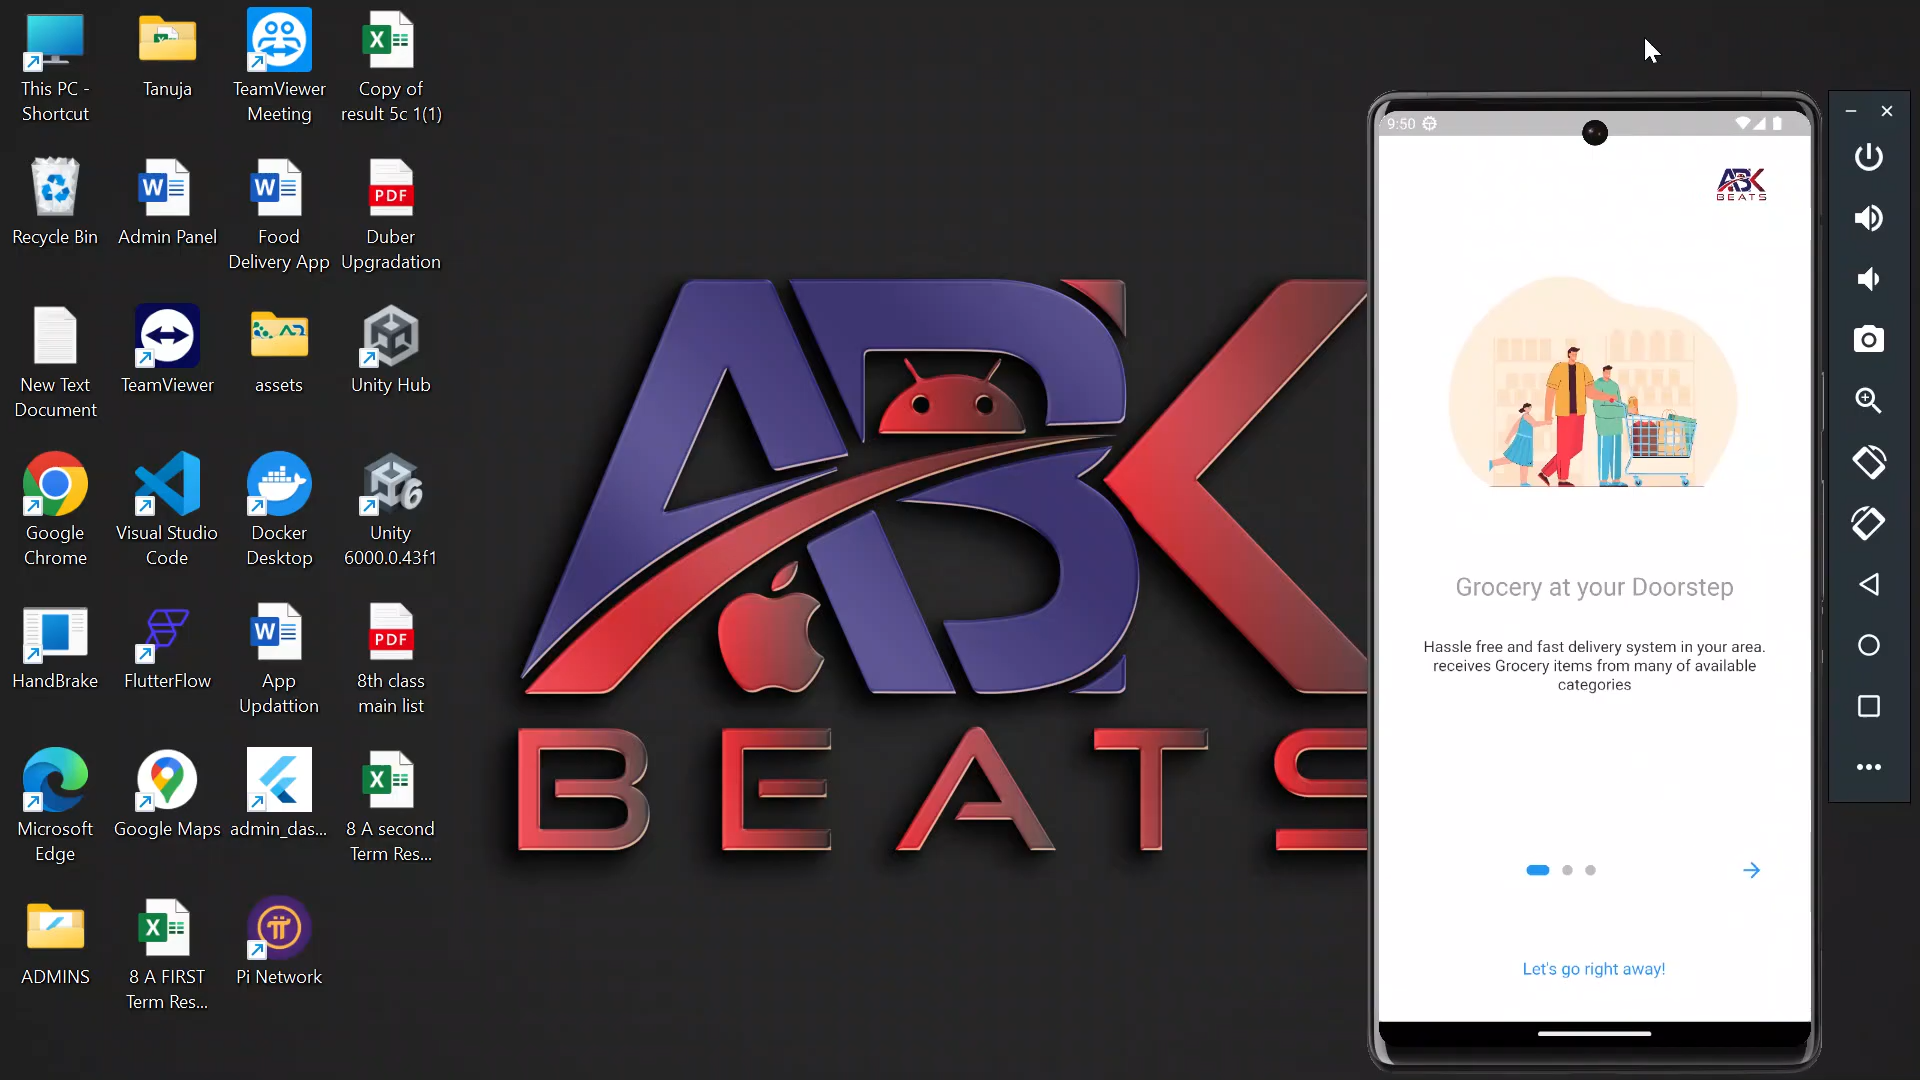 This PC -
Shortcut
Tanuja
TeamViewer
Meeting
Copy of
result 5c 1(1)
Recycle Bin
Admin Panel
Food
Delivery App
Duber
Upgradation
New Text
Document
TeamViewer
assets
Unity Hub
Google
Chrome
Visual Studio
Code
Docker
Desktop
Unity
6000.0.43f1
HandBrake
FlutterFlow
App
Updattion
8th class
main list
Microsoft
Edge
Google Maps
admin_das...
8 A second
Term Res...
ADMINS
8 A FIRST
Term Res...
Pi Network
PDF
PDF
ABK
BEATS
9:50
ABK
BEATS
Grocery at your Doorstep
Hassle free and fast delivery system in your area.
receives Grocery items from many of available
categories
Let's go right away!